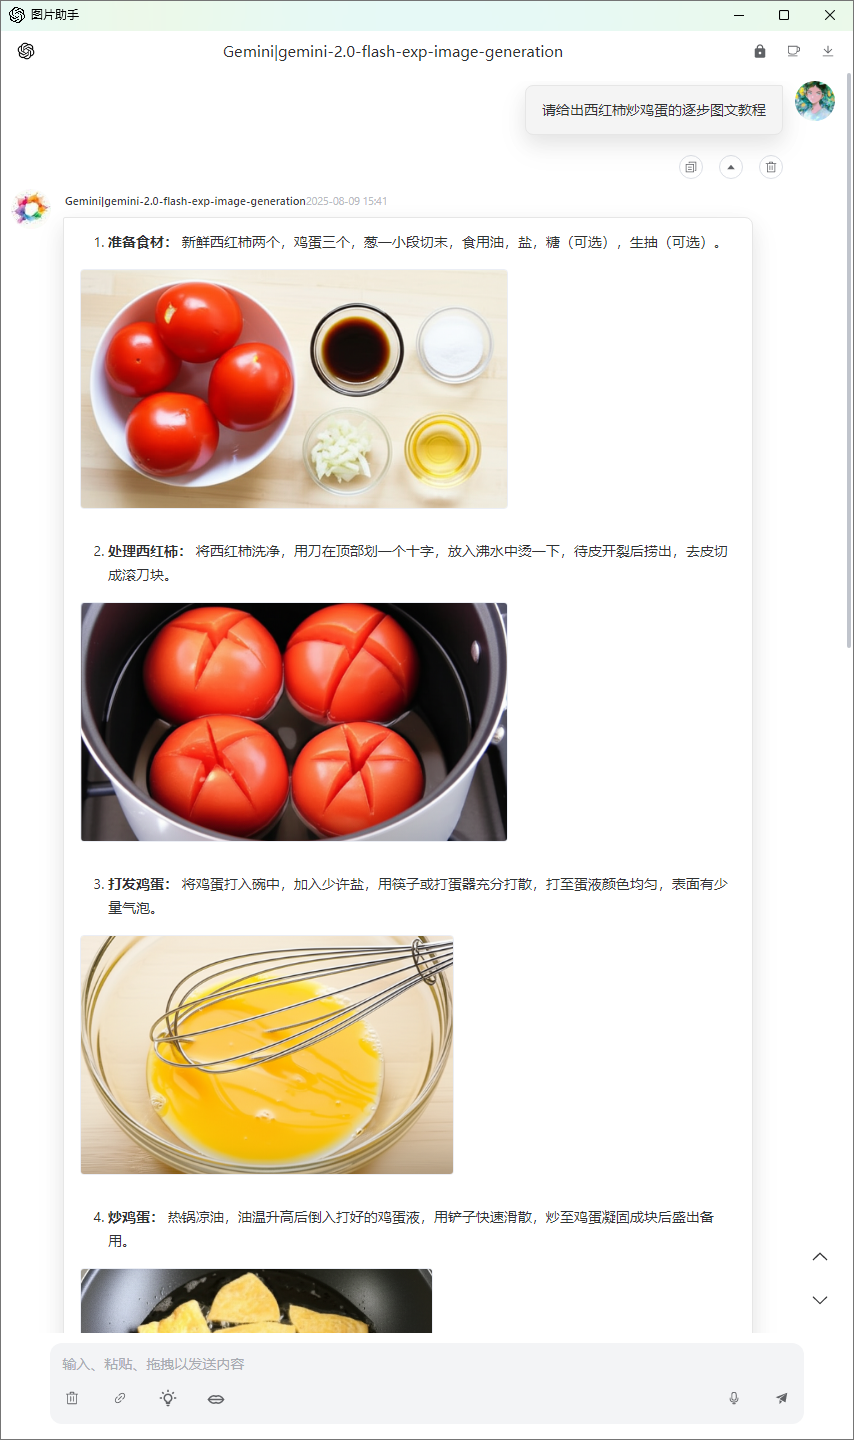 图片助手
Gemini|gemini-2.0-flash-exp-image-generation
请给出西红柿炒鸡蛋的逐步图文教程
Gemini|gemini-2.0-flash-exp-image-generation2025-08-09 15:41
1. 准备食材： 新鲜西红柿两个，鸡蛋三个，葱一小段切末，食用油，盐，糖（可选），生抽（可选）。
2. 处理西红柿： 将西红柿洗净，用刀在顶部划一个十字，放入沸水中烫一下，待皮开裂后捞出，去皮切
成滚刀块。
3. 打发鸡蛋： 将鸡蛋打入碗中，加入少许盐，用筷子或打蛋器充分打散，打至蛋液颜色均匀，表面有少
量气泡。
4. 炒鸡蛋： 热锅凉油，油温升高后倒入打好的鸡蛋液，用铲子快速滑散，炒至鸡蛋凝固成块后盛出备
用。
输入、粘贴、拖拽以发送内容